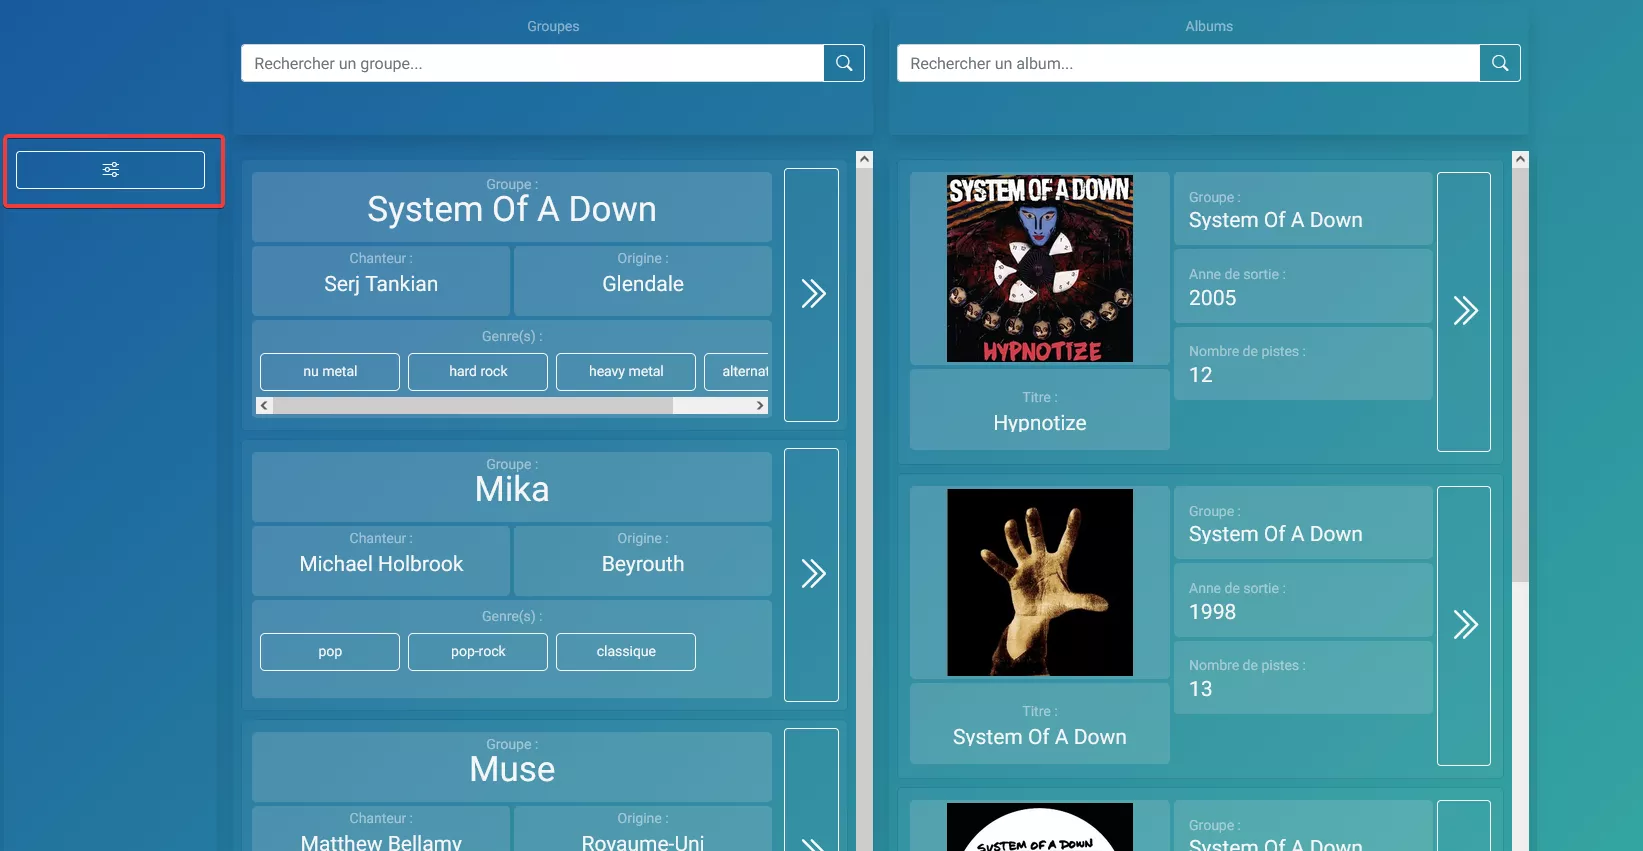 Groupes
Rechercher un groupe...
Groupe :
System Of A Down
Chanteur :
Serj Tankian
Origine :
Glendale
Genre(s) :
nu metal
hard rock
heavy metal
alternat
Groupe :
Mika
Chanteur :
Michael Holbrook
Origine :
Beyrouth
Genre(s) :
pop
pop-rock
classique
Groupe :
Muse
Chanteur :
Matthew Bellamy
Origine :
Royaume-Uni
Albums
Rechercher un album...
SYSTEM OF A DOWN
HYPNOTIZE
Titre :
Hypnotize
Groupe :
System Of A Down
Anne de sortie :
2005
Nombre de pistes :
12
Titre :
System Of A Down
Groupe :
System Of A Down
Anne de sortie :
1998
Nombre de pistes :
13
SYSTEM OF A DOWN
Groupe :
System Of A Down